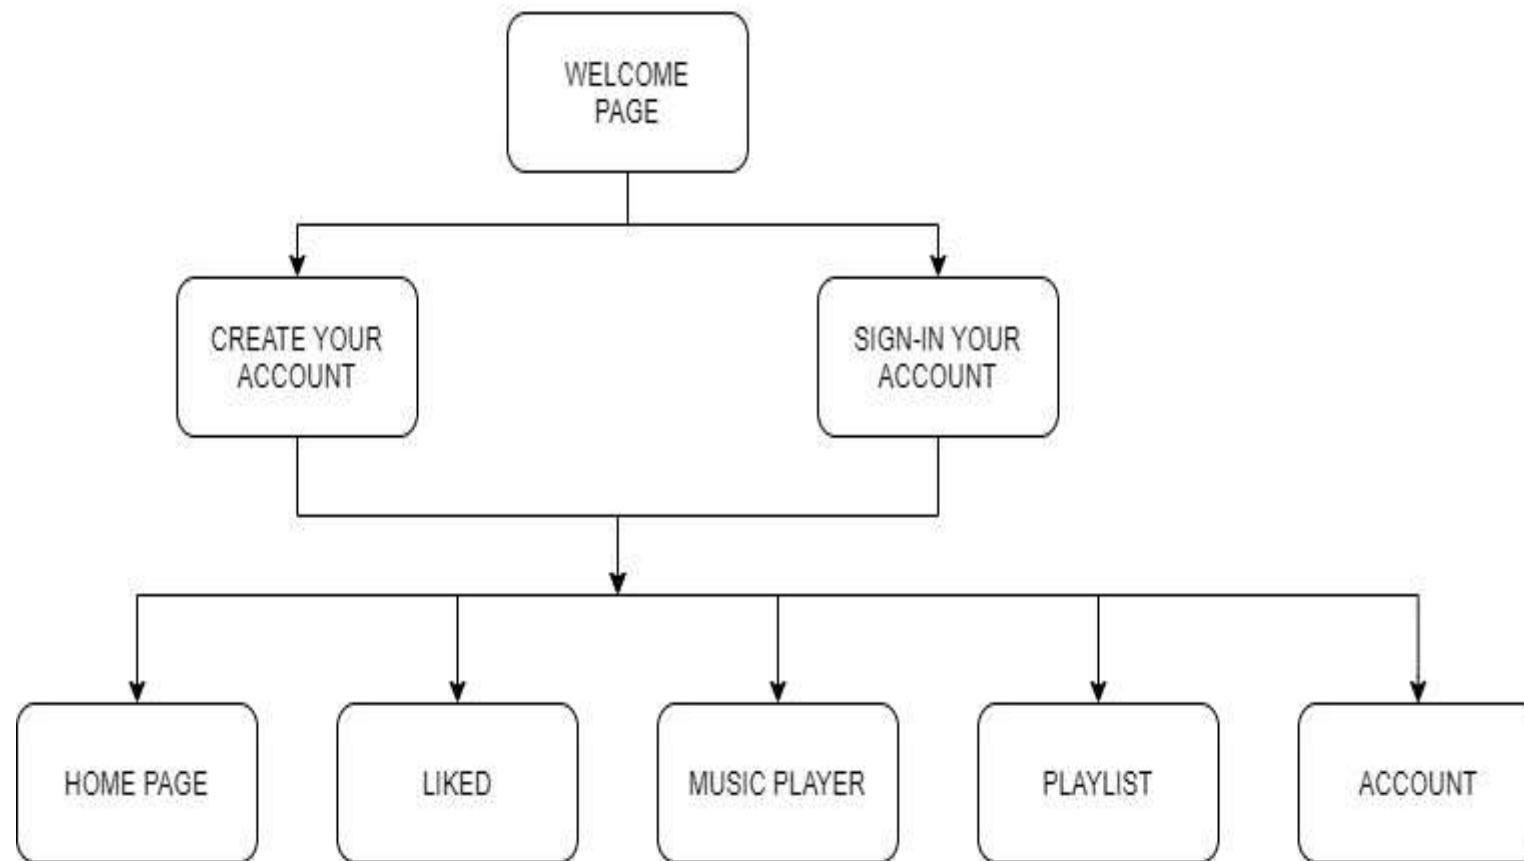 WELCOME
PAGE
CREATE YOUR
ACCOUNT
SIGN-IN YOUR
ACCOUNT
HOME PAGE
LIKED
MUSIC PLAYER
PLAYLIST
ACCOUNT